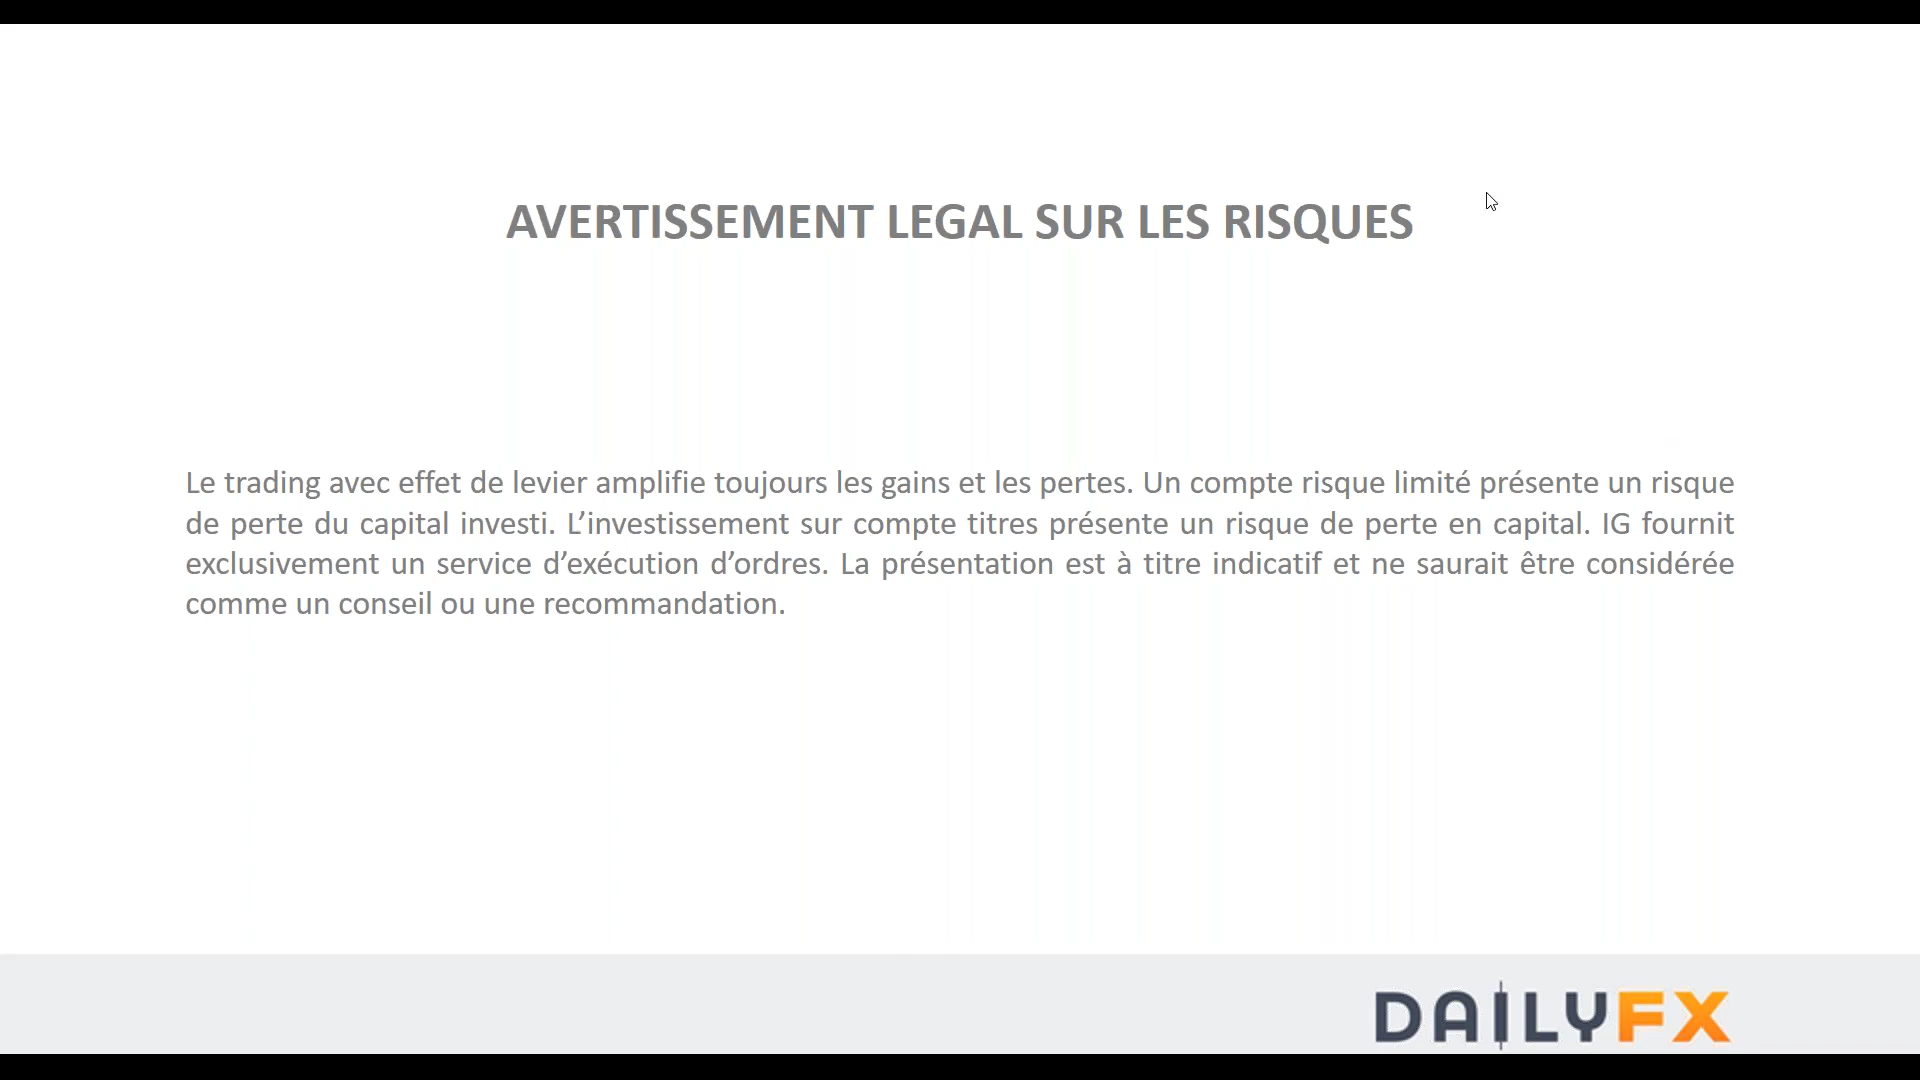 AVERTISSEMENT LEGAL SUR LES RISQUES
Le trading avec effet de levier amplifie toujours les gains et les pertes. Un compte risque limité présente un risque
de perte du capital investi. L’investissement sur compte titres présente un risque de perte en capital. IG fournit
exclusivement un service d’exécution d’ordres. La présentation est à titre indicatif et ne saurait être considérée
comme un conseil ou une recommandation.
DAILYFX